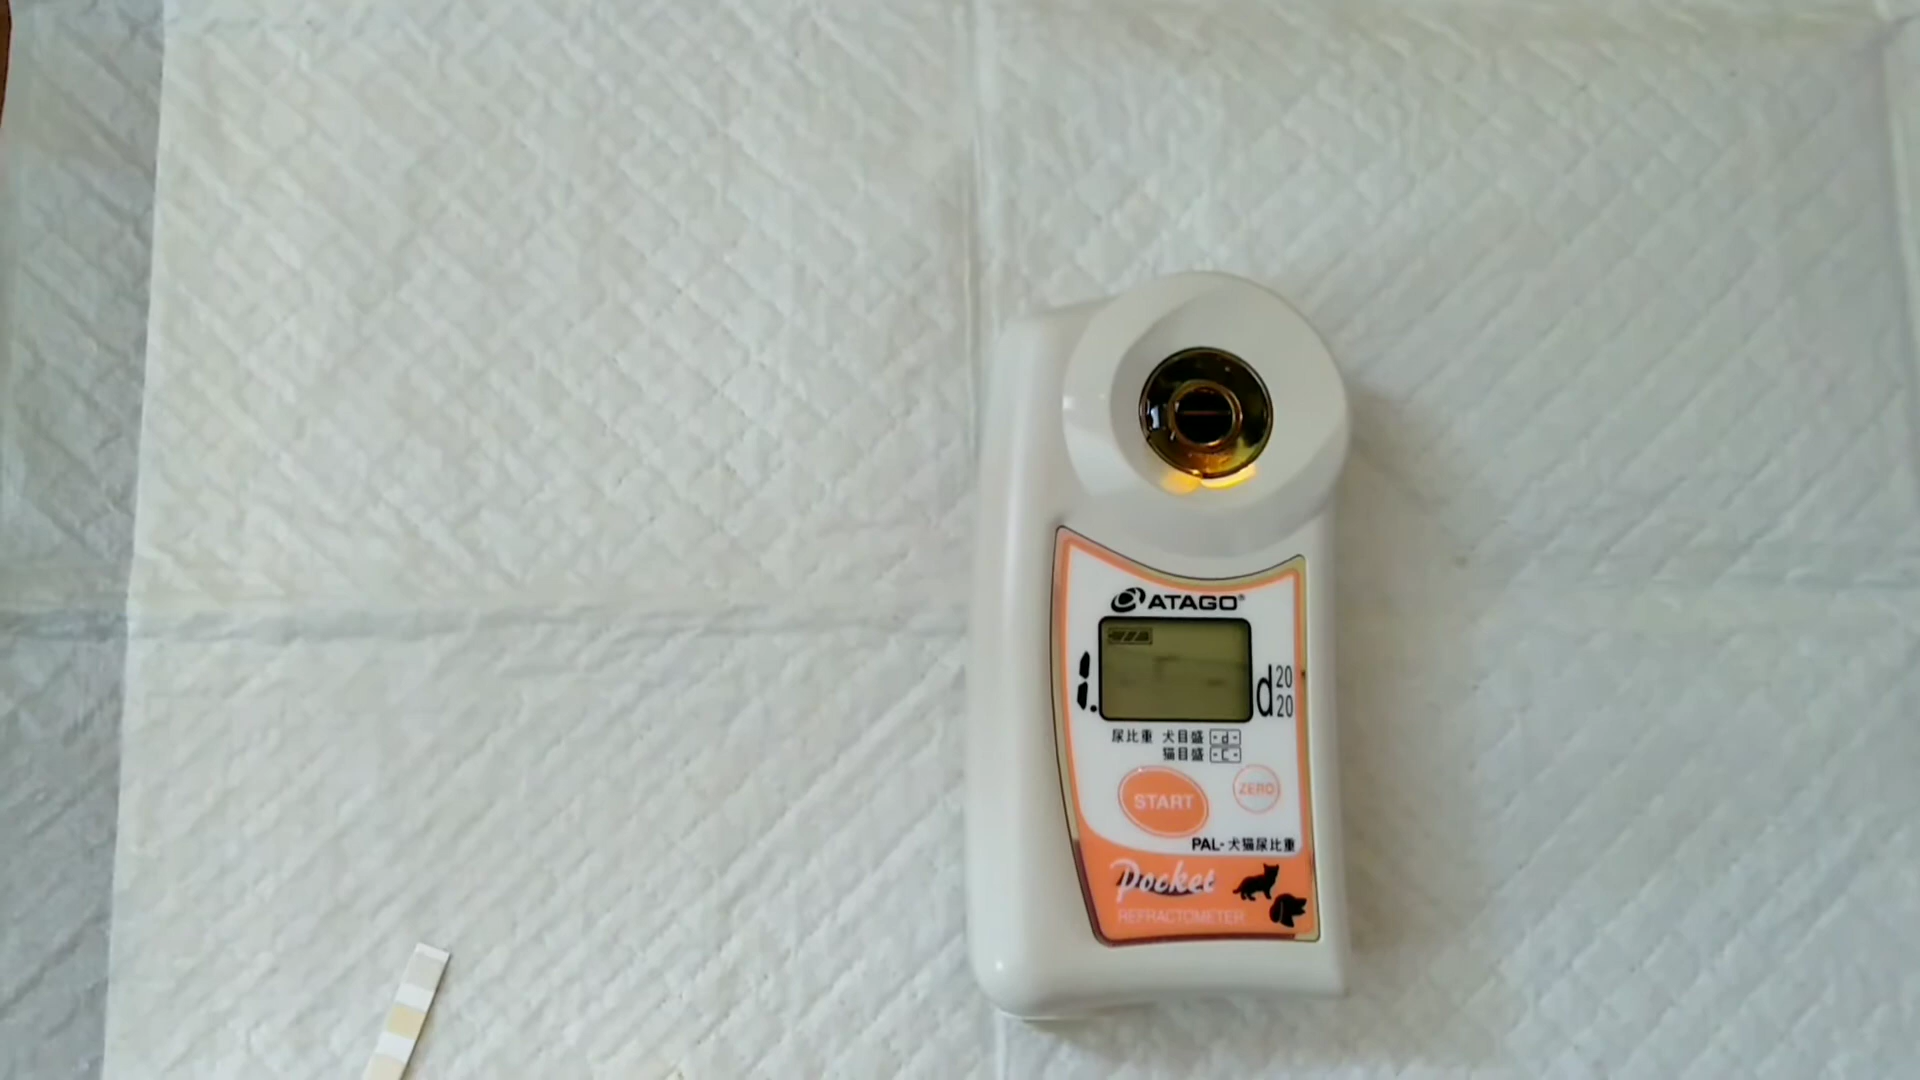 ATAGO®
1.
d 20 20
尿比重 犬目盛 -d-
猫目盛 -C-
START
ZERO
PAL-犬猫尿比重
Pocket
REFRACTOMETER